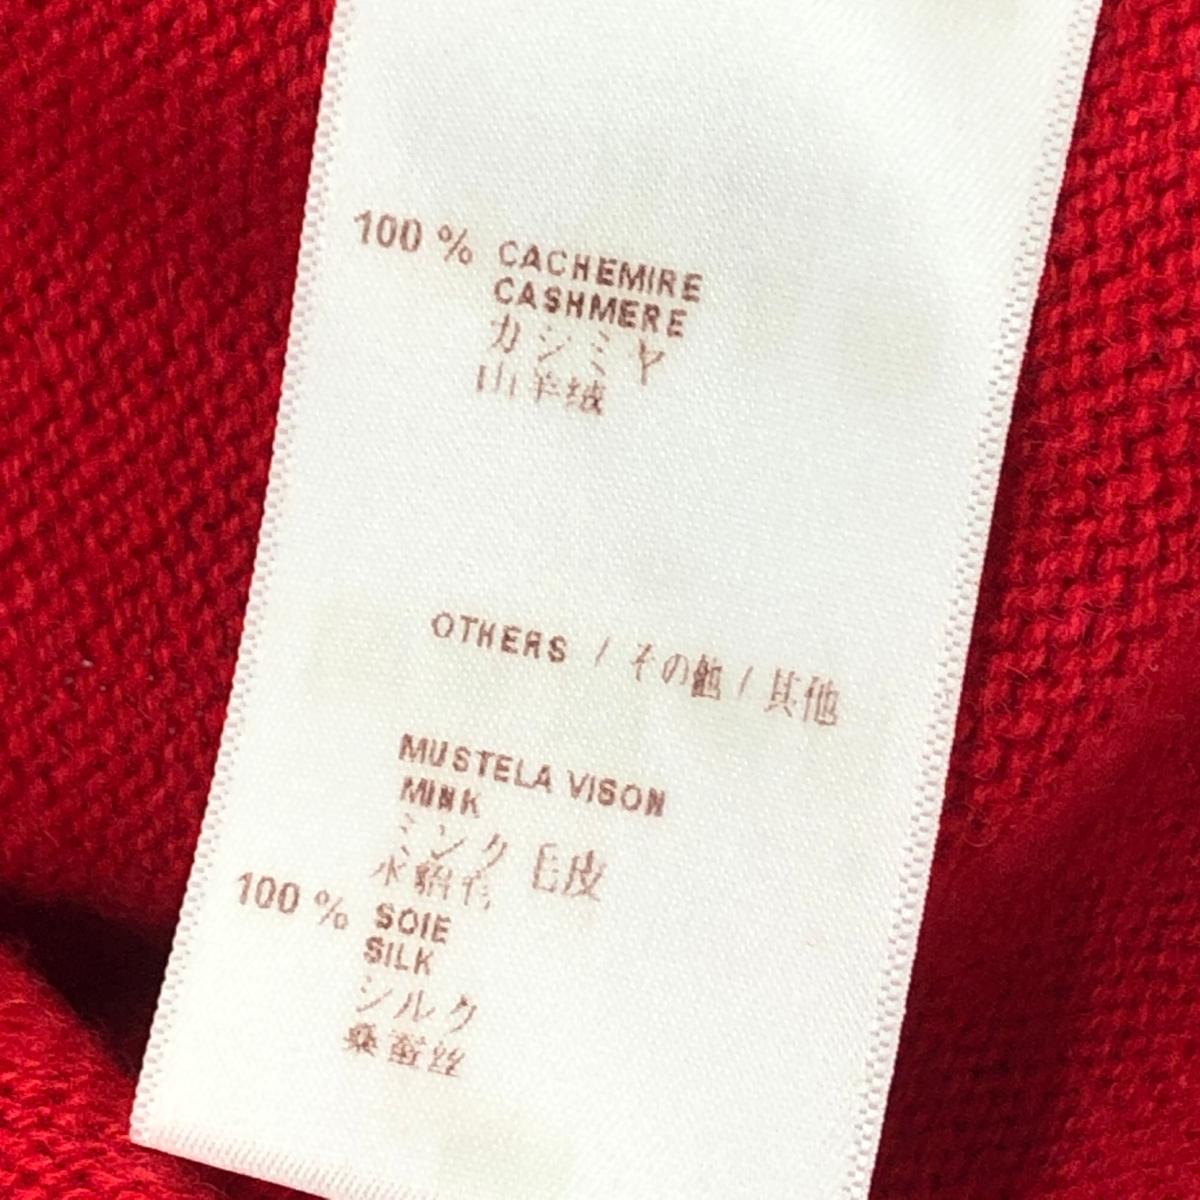 100 % CACHEMIRE
CASHMERE
カシミヤ
山羊绒
OTHERS / その他 / 其他
MUSTELA VISON
MINK
ミンク 毛皮
水貂毛
100 % SOIE
SILK
シルク
桑蚕丝